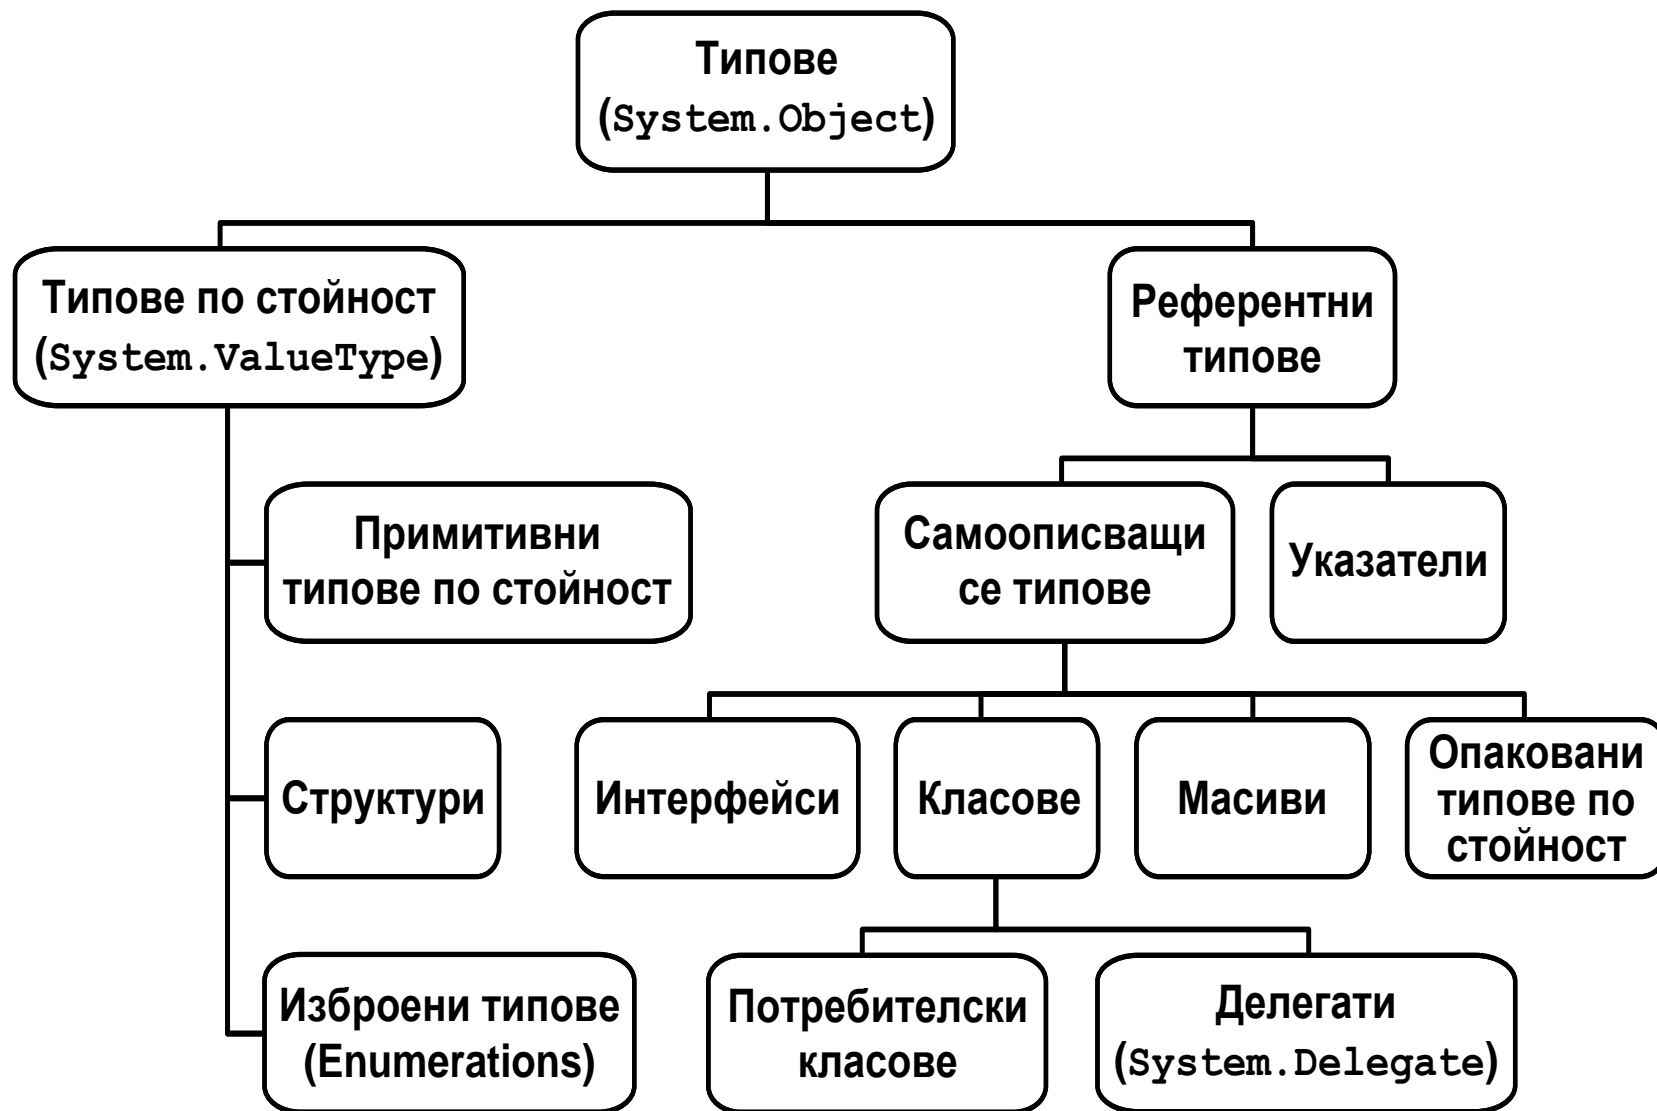 Типове
(System.Object)
Типове по стойност
(System.ValueType)
Референтни
типове
Примитивни
типове по стойност
Самоописващи
се типове
Указатели
Структури
Интерфейси
Класове
Масиви
Опаковани
типове по
стойност
Изброени типове
(Enumerations)
Потребителски
класове
Делегати
(System.Delegate)